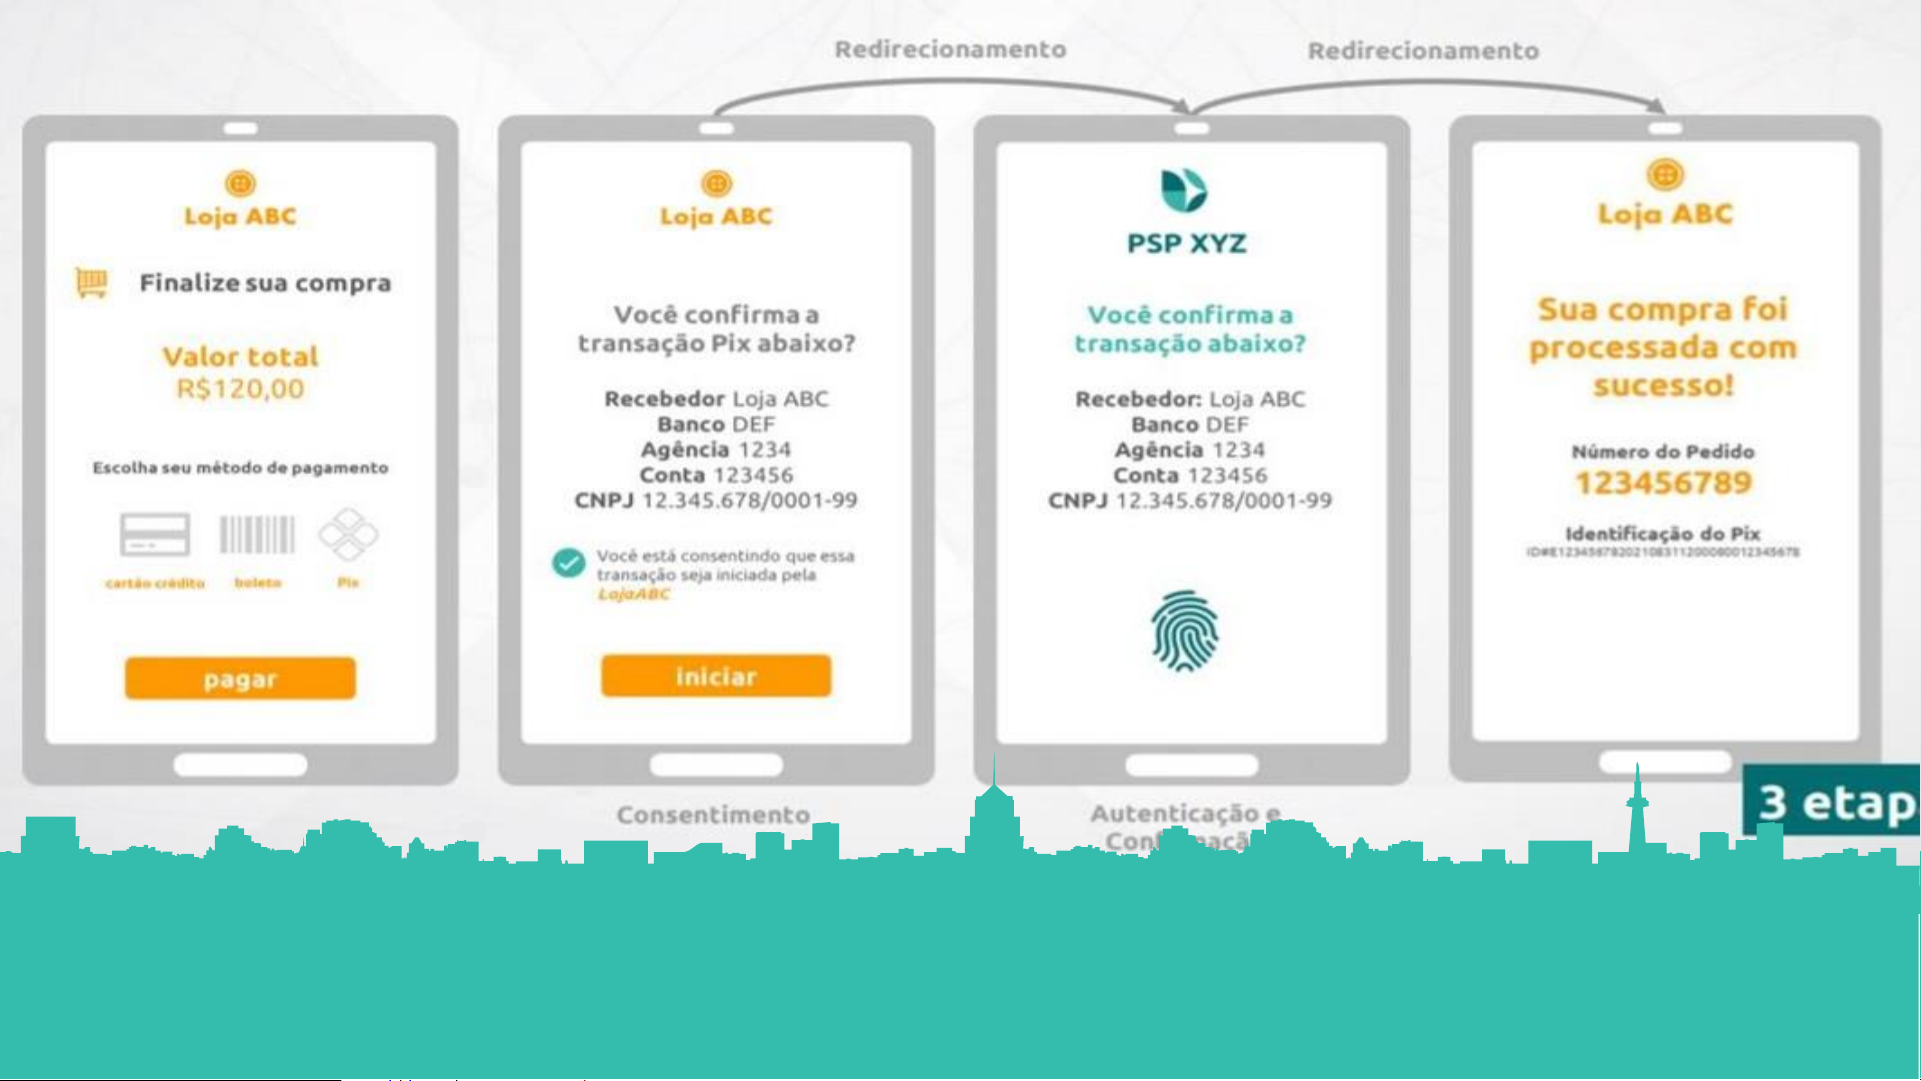 Redirecionamento
Redirecionamento
Loja ABC
Finalize sua compra
Valor total
R$120,00
Escolha seu método de pagamento
cartão crédito
boleto
Pix
pagar
Loja ABC
Você confirma a
transação Pix abaixo?
Recebedor Loja ABC
Banco DEF
Agência 1234
Conta 123456
CNPJ 12.345.678/0001-99
Você está consentindo que essa
transação seja iniciada pela
LojaABC
iniciar
Consentimento
PSP XYZ
Você confirma a
transação abaixo?
Recebedor: Loja ABC
Banco DEF
Agência 1234
Conta 123456
CNPJ 12.345.678/0001-99
Autenticação e
Loja ABC
Sua compra foi
processada com
sucesso!
Número do Pedido
123456789
Identificação do Pix
3 etap